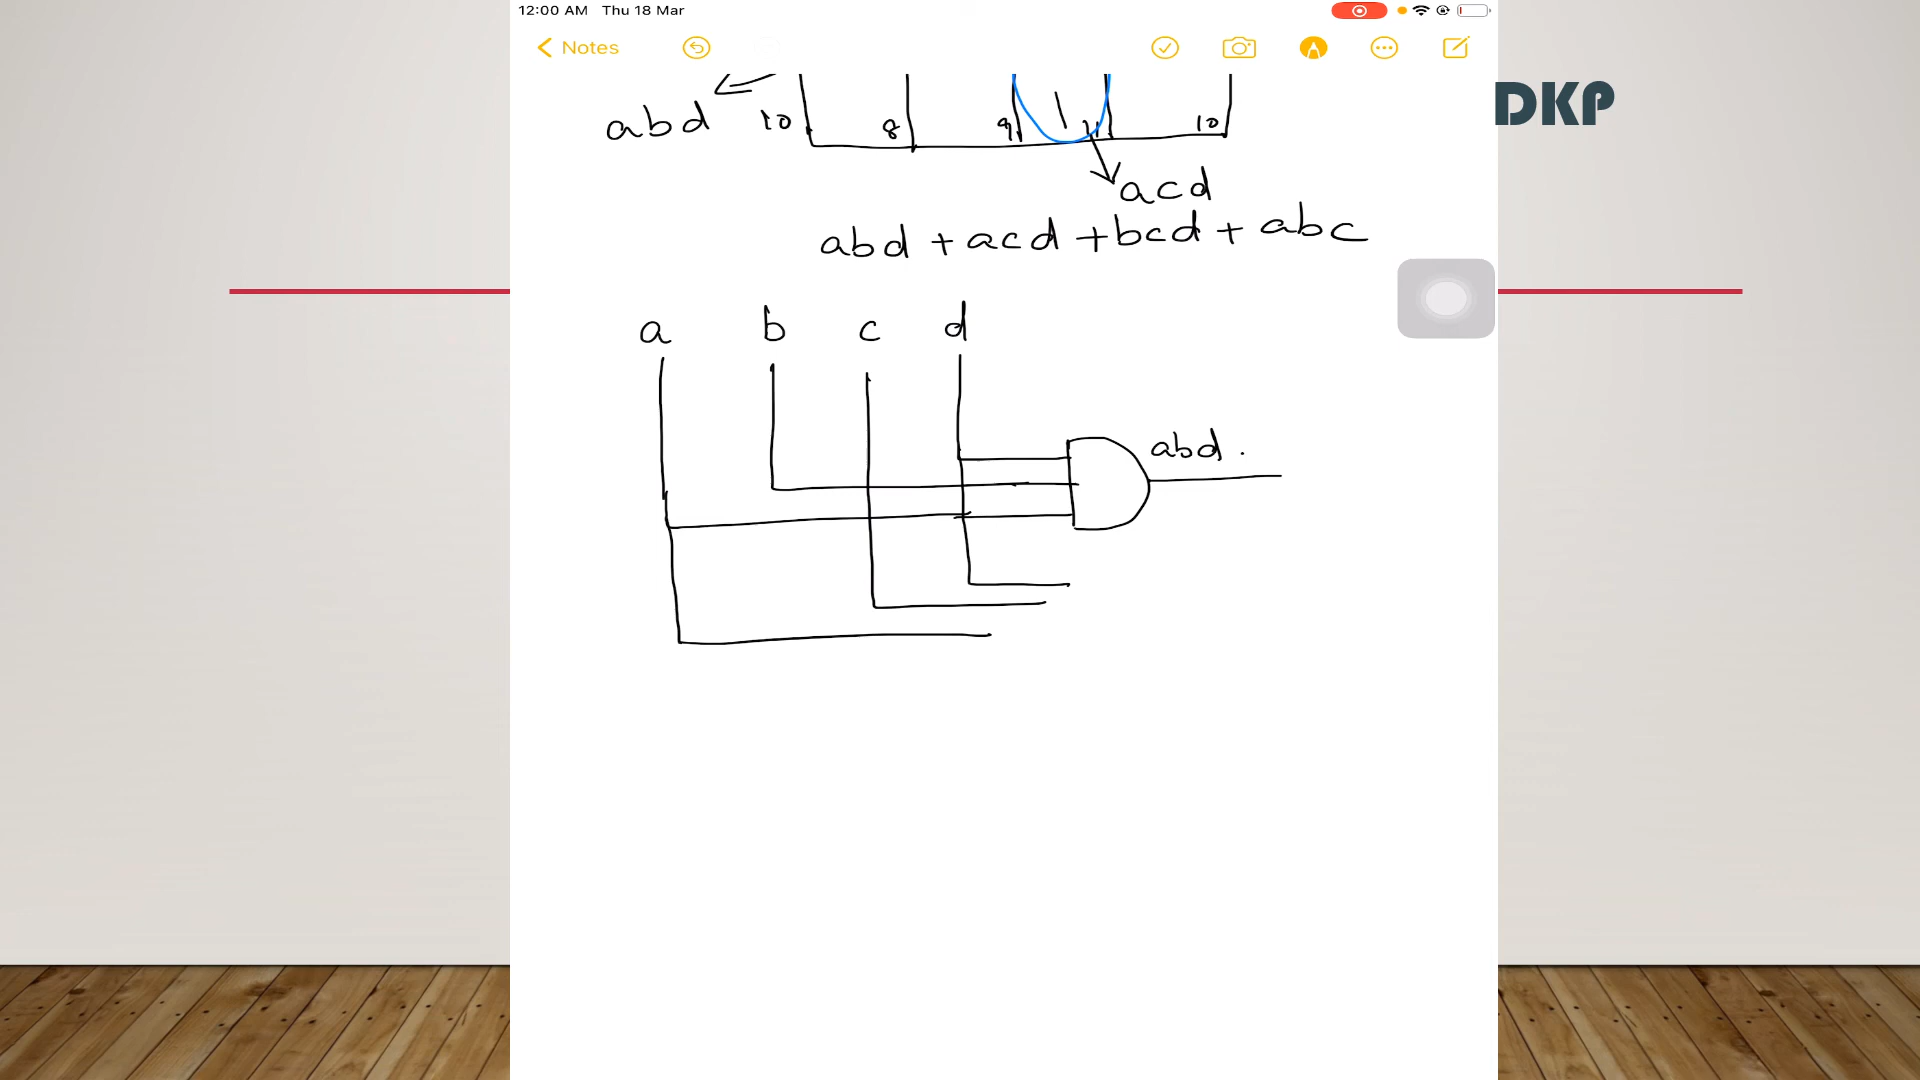 12:00 AM Thu 18 Mar
Notes
DKP
abd 10 8 9 11 10
acd
abd + acd + bcd + abc
a b c d
abd .